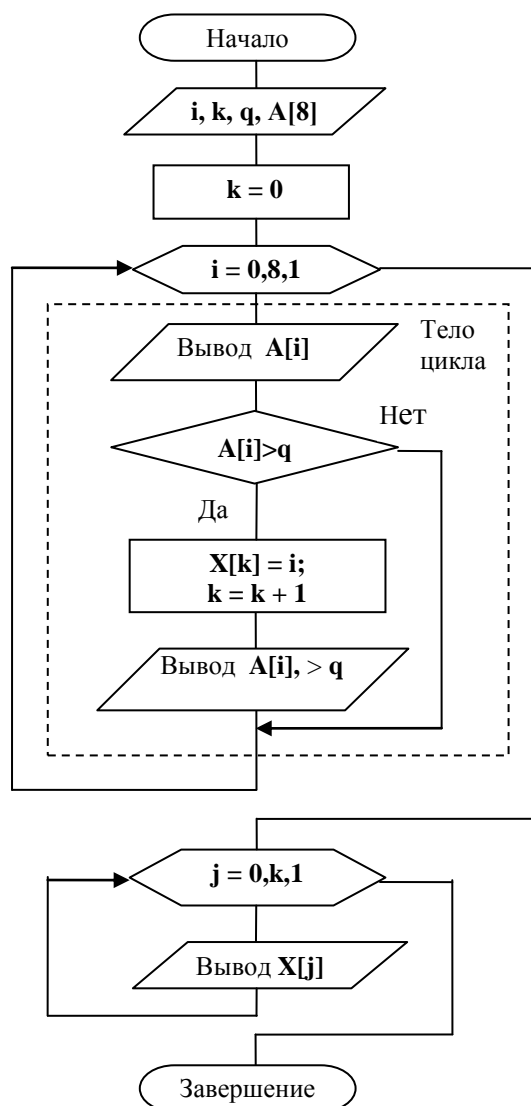 Начало
i, k, q, A[8]
k = 0
i = 0,8,1
Вывод A[i]
Тело
цикла
Нет
A[i]>q
Да
X[k] = i;
k = k + 1
Вывод A[i], > q
j = 0,k,1
Вывод X[j]
Завершение